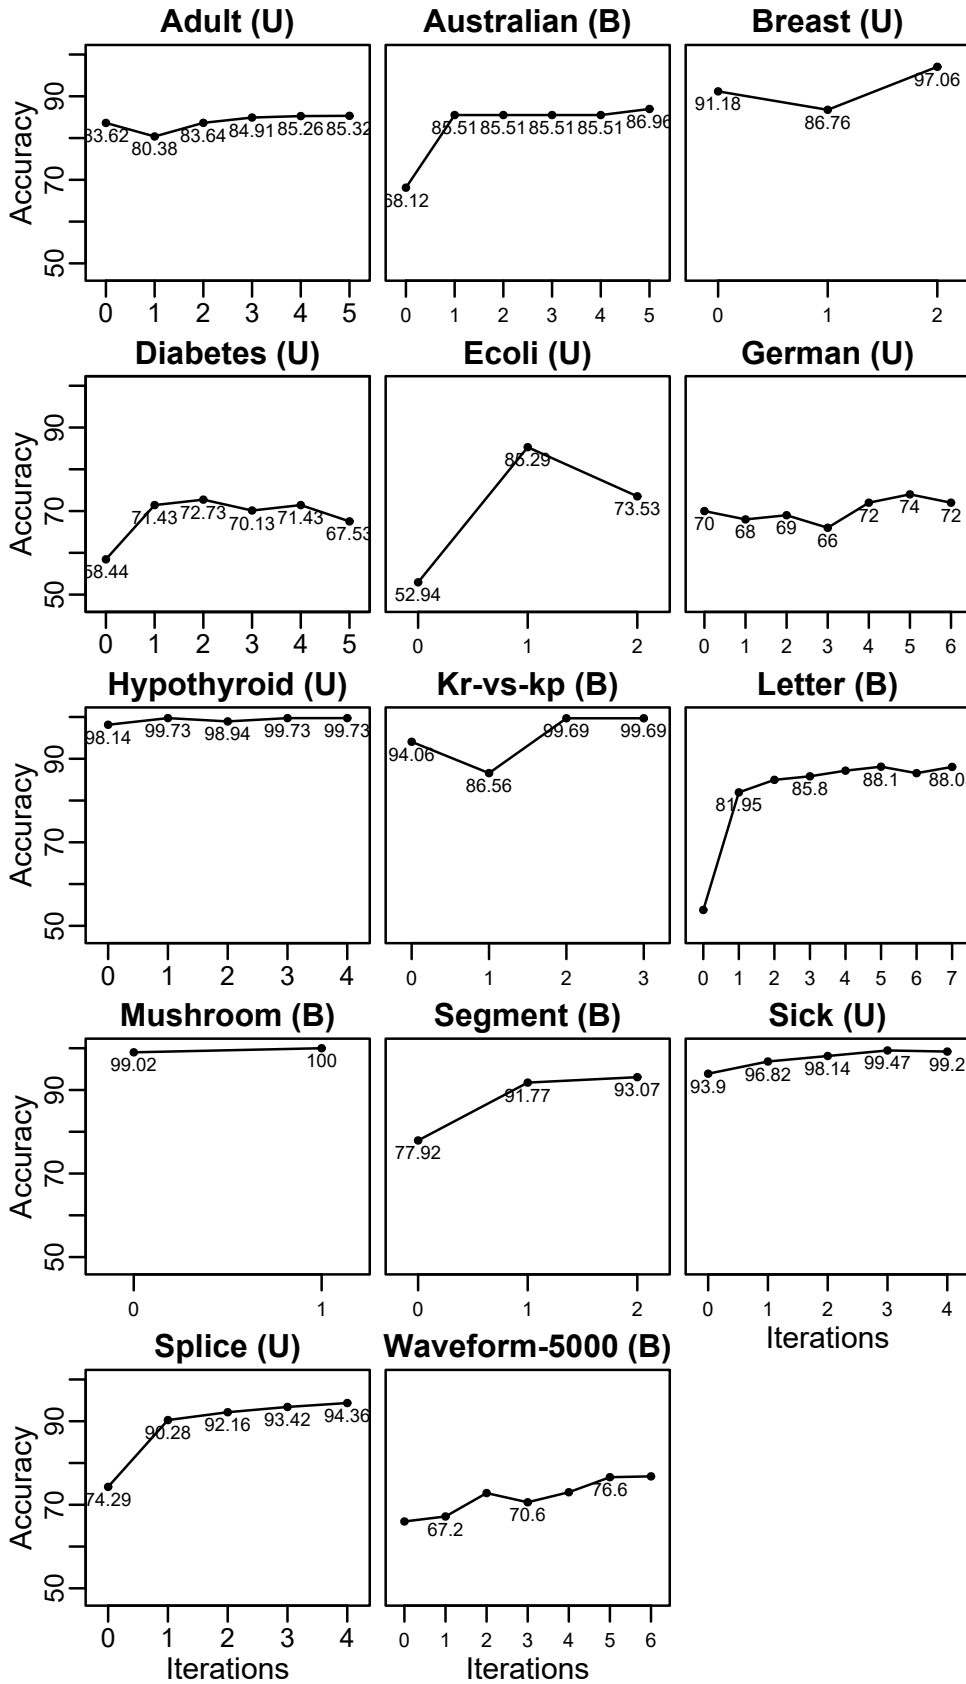 Adult (U)
Australian (B)
Breast (U)
Accuracy
50 70 90
83.62 80.38 83.64 84.91 85.26 85.32
68.12 85.51 85.51 85.51 85.51 86.96
91.18 86.76 97.06
0 1 2 3 4 5
0 1 2 3 4 5
0 1 2
Diabetes (U)
Ecoli (U)
German (U)
Accuracy
50 70 90
58.44 71.43 72.73 70.13 71.43 67.53
52.94 85.29 73.53
70 68 69 66 72 74 72
0 1 2 3 4 5
0 1 2
0 1 2 3 4 5 6
Hypothyroid (U)
Kr-vs-kp (B)
Letter (B)
Accuracy
50 70 90
98.14 99.73 98.94 99.73 99.73
94.06 86.56 99.69 99.69
81.95 85.8 88.1 88.0
0 1 2 3 4
0 1 2 3
0 1 2 3 4 5 6 7
Mushroom (B)
Segment (B)
Sick (U)
Accuracy
50 70 90
99.02 100
77.92 91.77 93.07
93.9 96.82 98.14 99.47 99.2
0 1
0 1 2
0 1 2 3 4
Iterations
Splice (U)
Waveform-5000 (B)
Accuracy
50 70 90
74.29 90.28 92.16 93.42 94.36
67.2 70.6 76.6
0 1 2 3 4
0 1 2 3 4 5 6
Iterations
Iterations